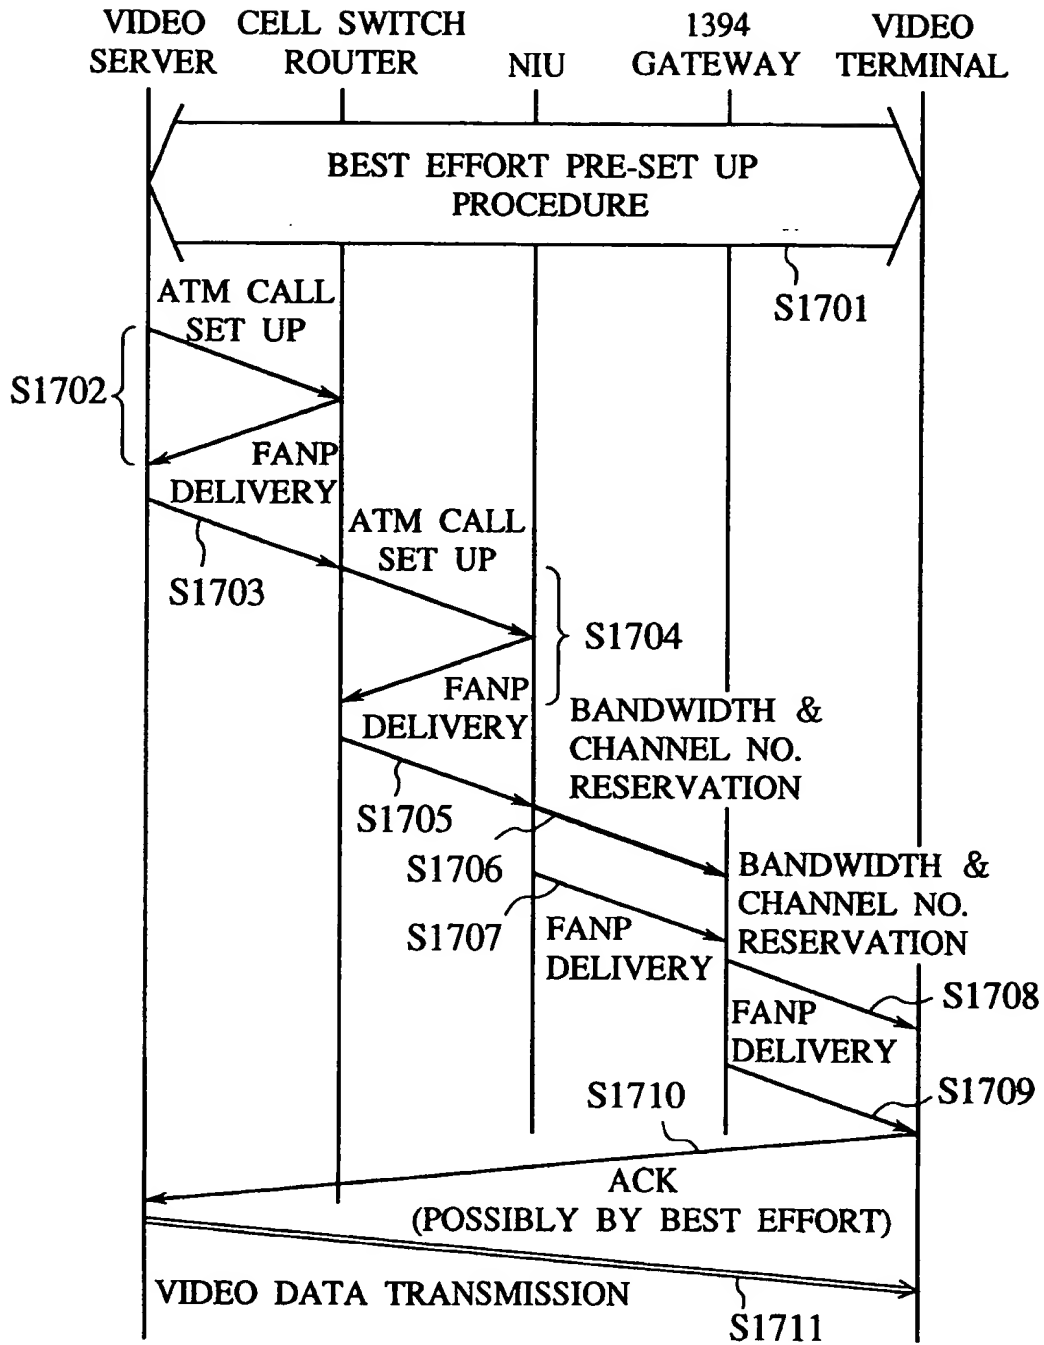 VIDEO SERVER
CELL SWITCH ROUTER
NIU
1394 GATEWAY
VIDEO TERMINAL
BEST EFFORT PRE-SET UP
PROCEDURE
S1701
ATM CALL
SET UP
S1702
FANP
DELIVERY
S1703
ATM CALL
SET UP
S1704
FANP
DELIVERY
S1705
BANDWIDTH &
CHANNEL NO.
RESERVATION
S1706
S1707
FANP
DELIVERY
BANDWIDTH &
CHANNEL NO.
RESERVATION
S1708
FANP
DELIVERY
S1709
S1710
ACK
(POSSIBLY BY BEST EFFORT)
VIDEO DATA TRANSMISSION
S1711